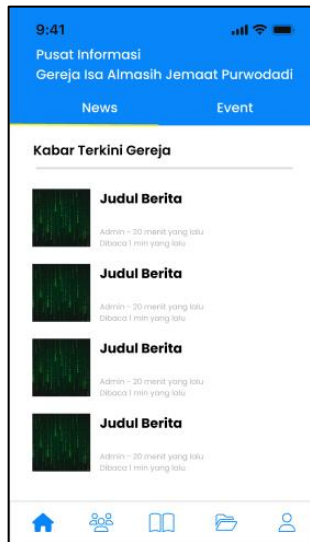 9:41
Pusat Informasi
Gereja Isa Almasih Jemaat Purwodadi
News Event
Kabar Terkini Gereja
Judul Berita
Admin - 20 menit yang lalu
Dibaca 1 min yang lalu
Judul Berita
Admin - 20 menit yang lalu
Dibaca 1 min yang lalu
Judul Berita
Admin - 20 menit yang lalu
Dibaca 1 min yang lalu
Judul Berita
Admin - 20 menit yang lalu
Dibaca 1 min yang lalu